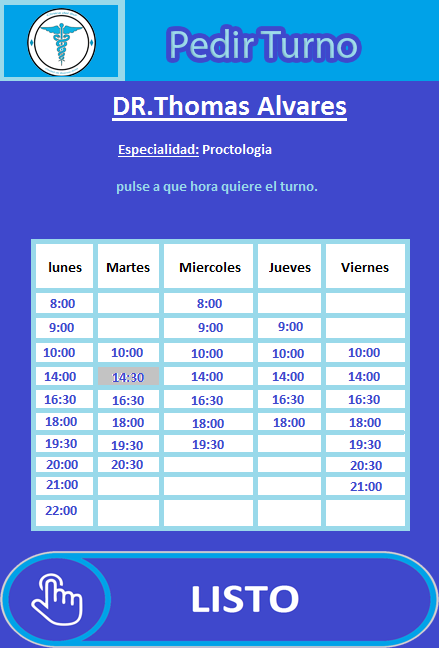 Pedir Turno
DR.Thomas Alvares
Especialidad: Proctologia
pulse a que hora quiere el turno.
lunes Martes Miercoles Jueves Viernes
8:00 8:00
9:00 9:00 9:00
10:00 10:00 10:00 10:00 10:00
14:00 14:30 14:00 14:00 14:00
16:30 16:30 16:30 16:30 16:30
18:00 18:00 18:00 18:00 18:00
19:30 19:30 19:30 19:30
20:00 20:30 20:30
21:00 21:00
22:00
LISTO